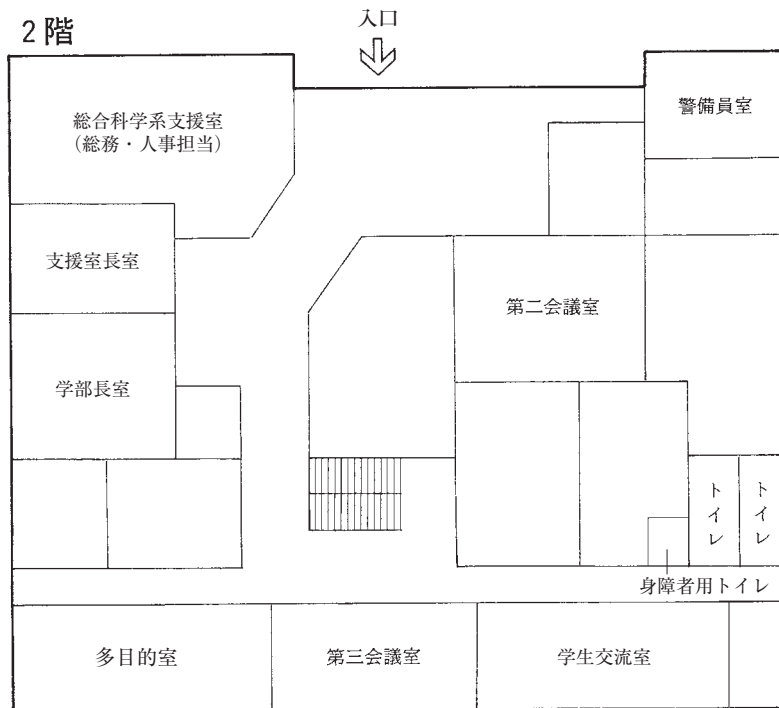 2階
入口
総合科学系支援室
（総務・人事担当）
警備員室
支援室長室
第二会議室
学部長室
トイレ
トイレ
身障者用トイレ
多目的室
第三会議室
学生交流室